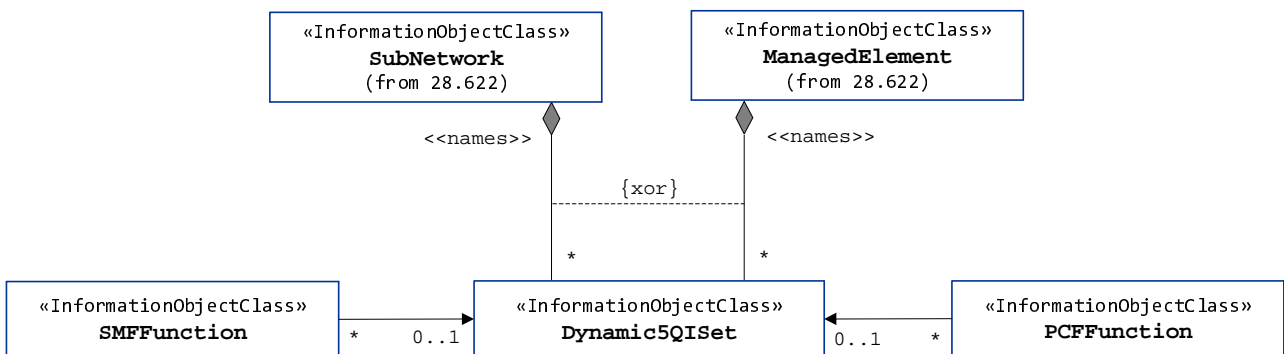 «InformationObjectClass»
SubNetwork
(from 28.622)
«InformationObjectClass»
ManagedElement
(from 28.622)
<<names>>
<<names>>
{xor}
*
*
«InformationObjectClass»
SMFFunction
* 0..1
«InformationObjectClass»
Dynamic5QISet
0..1 *
«InformationObjectClass»
PCFFunction